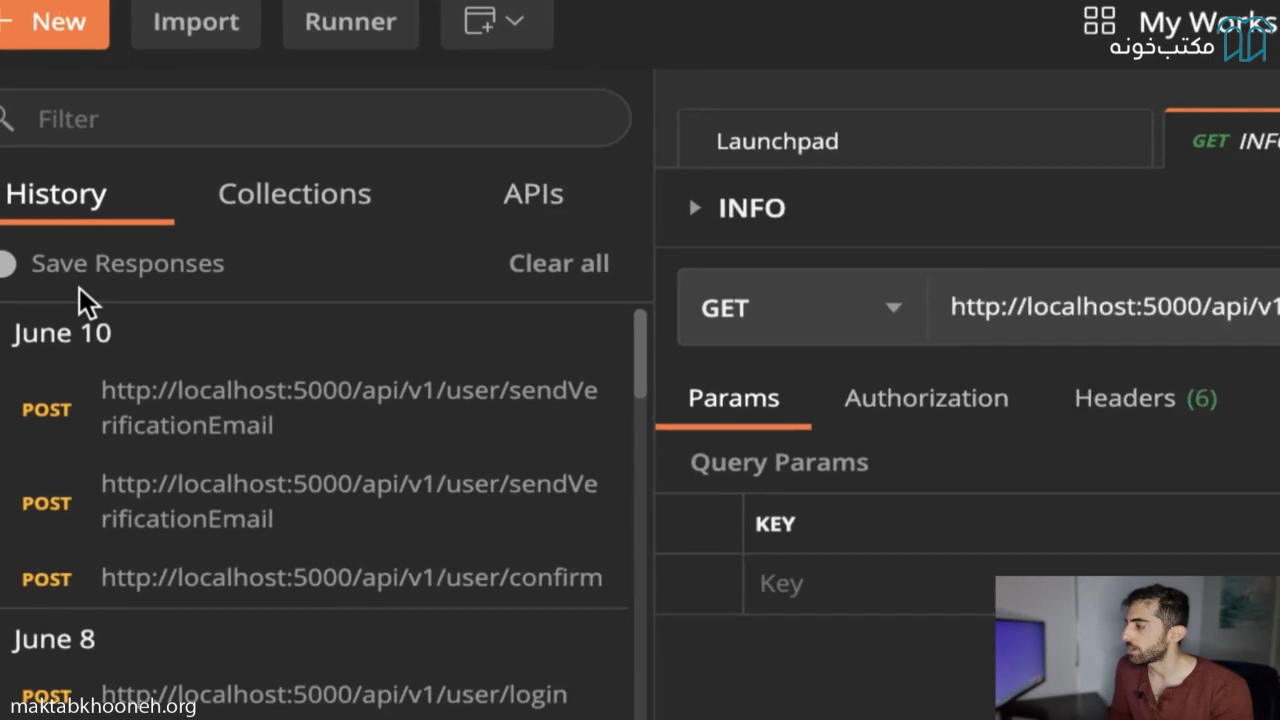 New
Import
Runner
My Works
مکتب‌خونه
Filter
History
Collections
APIs
Save Responses
Clear all
June 10
POST
http://localhost:5000/api/v1/user/sendVe
rificationEmail
POST
http://localhost:5000/api/v1/user/sendVe
rificationEmail
POST
http://localhost:5000/api/v1/user/confirm
June 8
POST
http://localhost:5000/api/v1/user/login
maktabkhooneh.org
Launchpad
GET INFO
INFO
GET
http://localhost:5000/api/v1
Params
Authorization
Headers (6)
Query Params
KEY
Key